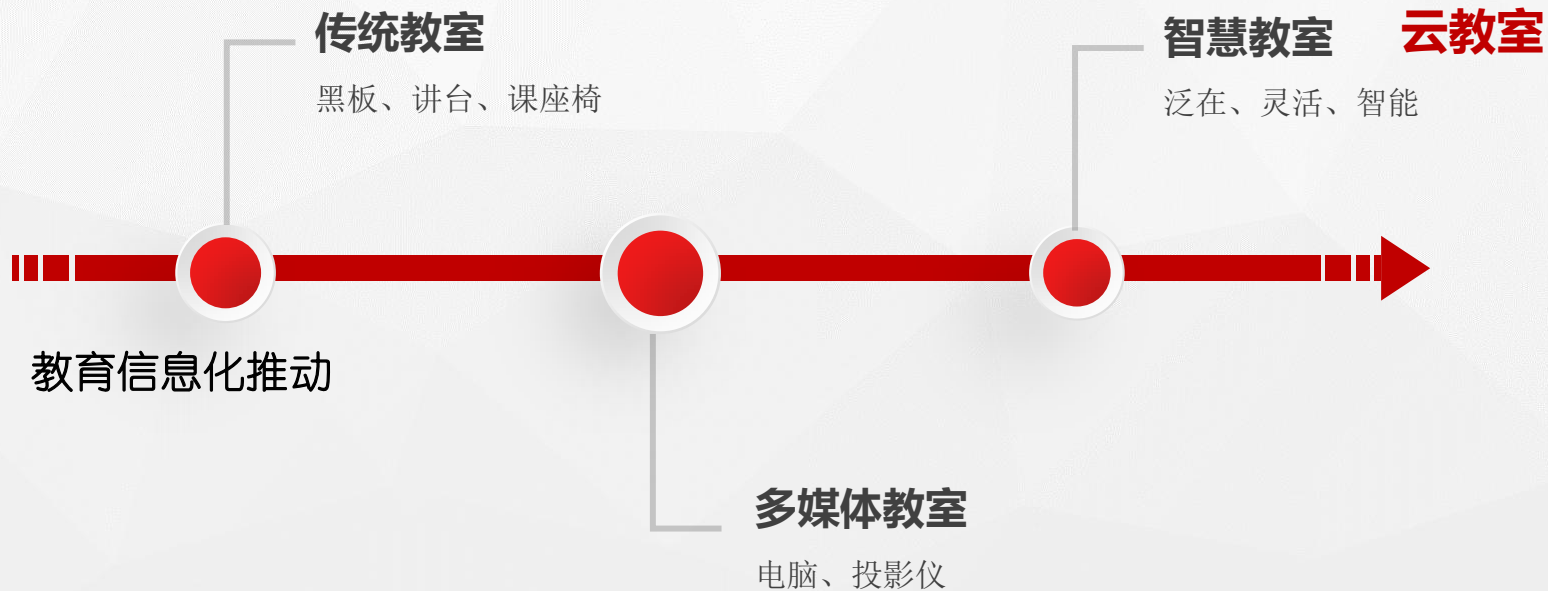 传统教室
黑板、讲台、课座椅
智慧教室
云教室
泛在、灵活、智能
教育信息化推动
多媒体教室
电脑、投影仪